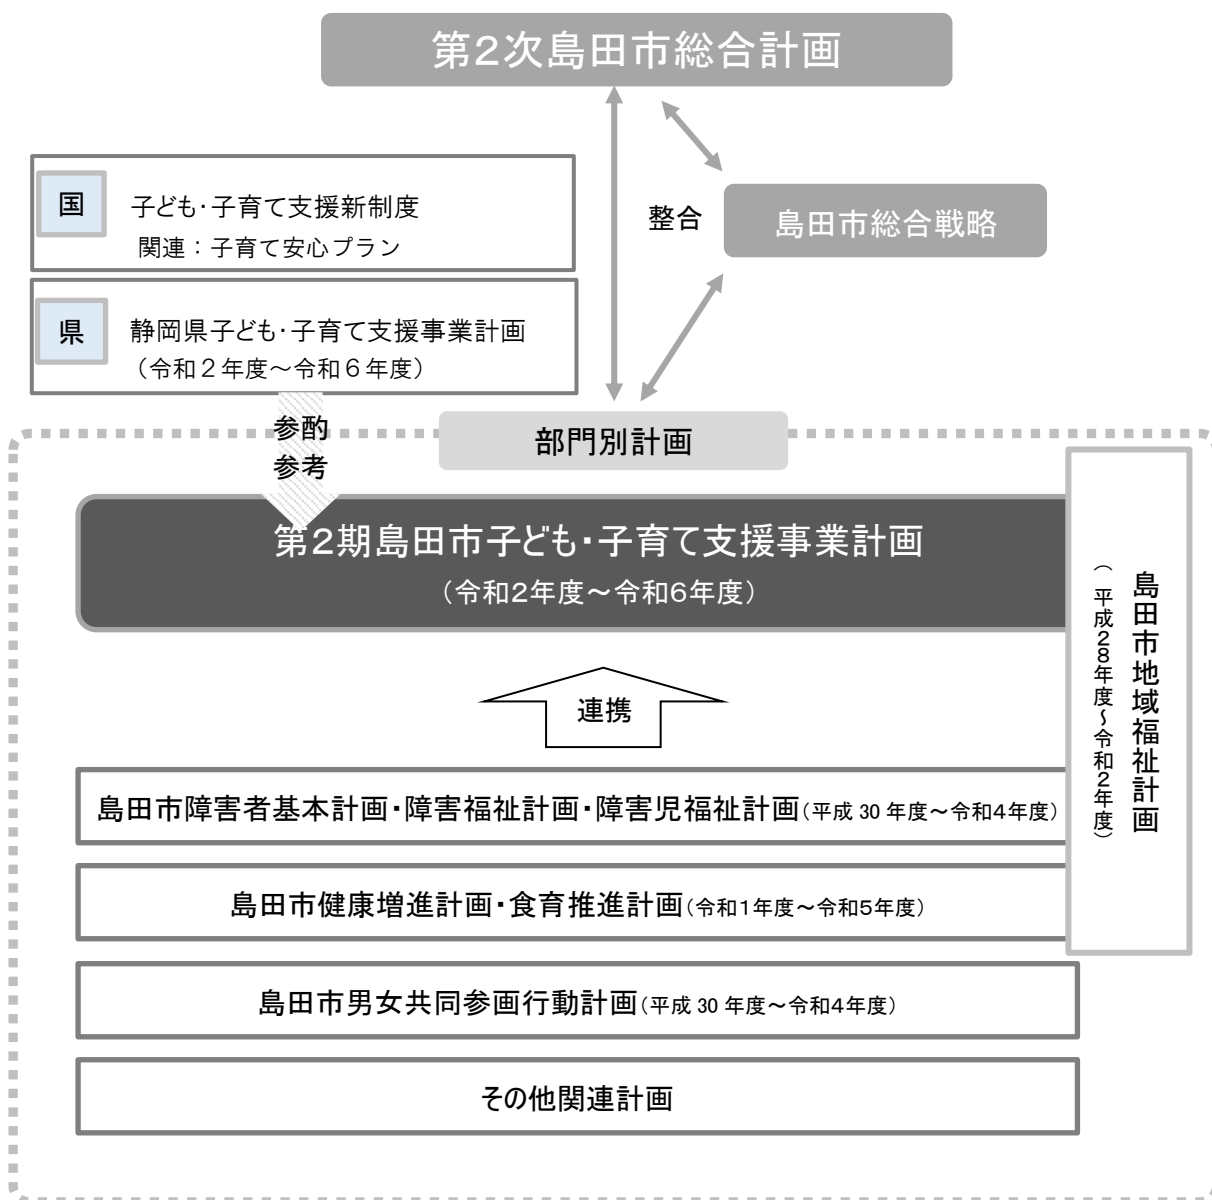 第2次島田市総合計画
国
子ども・子育て支援新制度
関連：子育て安心プラン
整合
島田市総合戦略
県
静岡県子ども・子育て支援事業計画
（令和２年度～令和６年度）
参酌
参考
部門別計画
第2期島田市子ども・子育て支援事業計画
（令和2年度～令和6年度）
島田市地域福祉計画
（平成28年度～令和2年度）
連携
島田市障害者基本計画・障害福祉計画・障害児福祉計画（平成 30 年度～令和4年度）
島田市健康増進計画・食育推進計画（令和1年度～令和5年度）
島田市男女共同参画行動計画（平成 30 年度～令和4年度）
その他関連計画